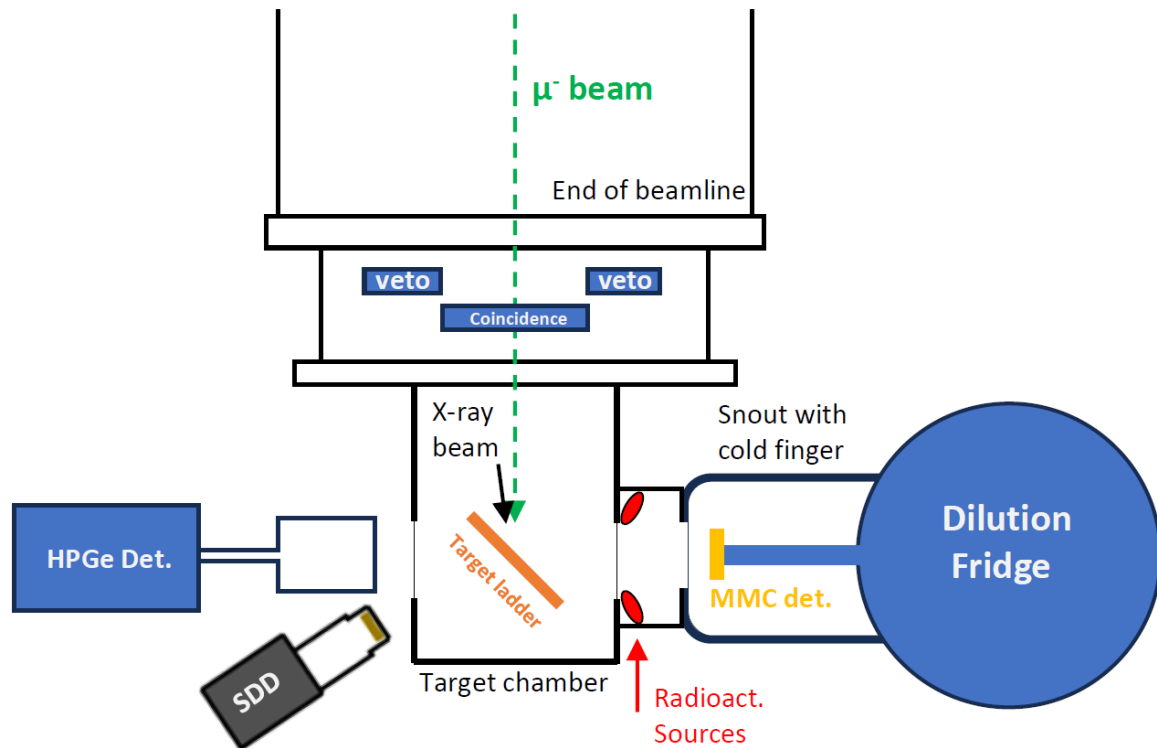 µ⁻ beam
End of beamline
veto
veto
Coincidence
X-ray
beam
Snout with
cold finger
HPGe Det.
Target ladder
Dilution
Fridge
MMC det.
SDD
Target chamber
Radioact.
Sources